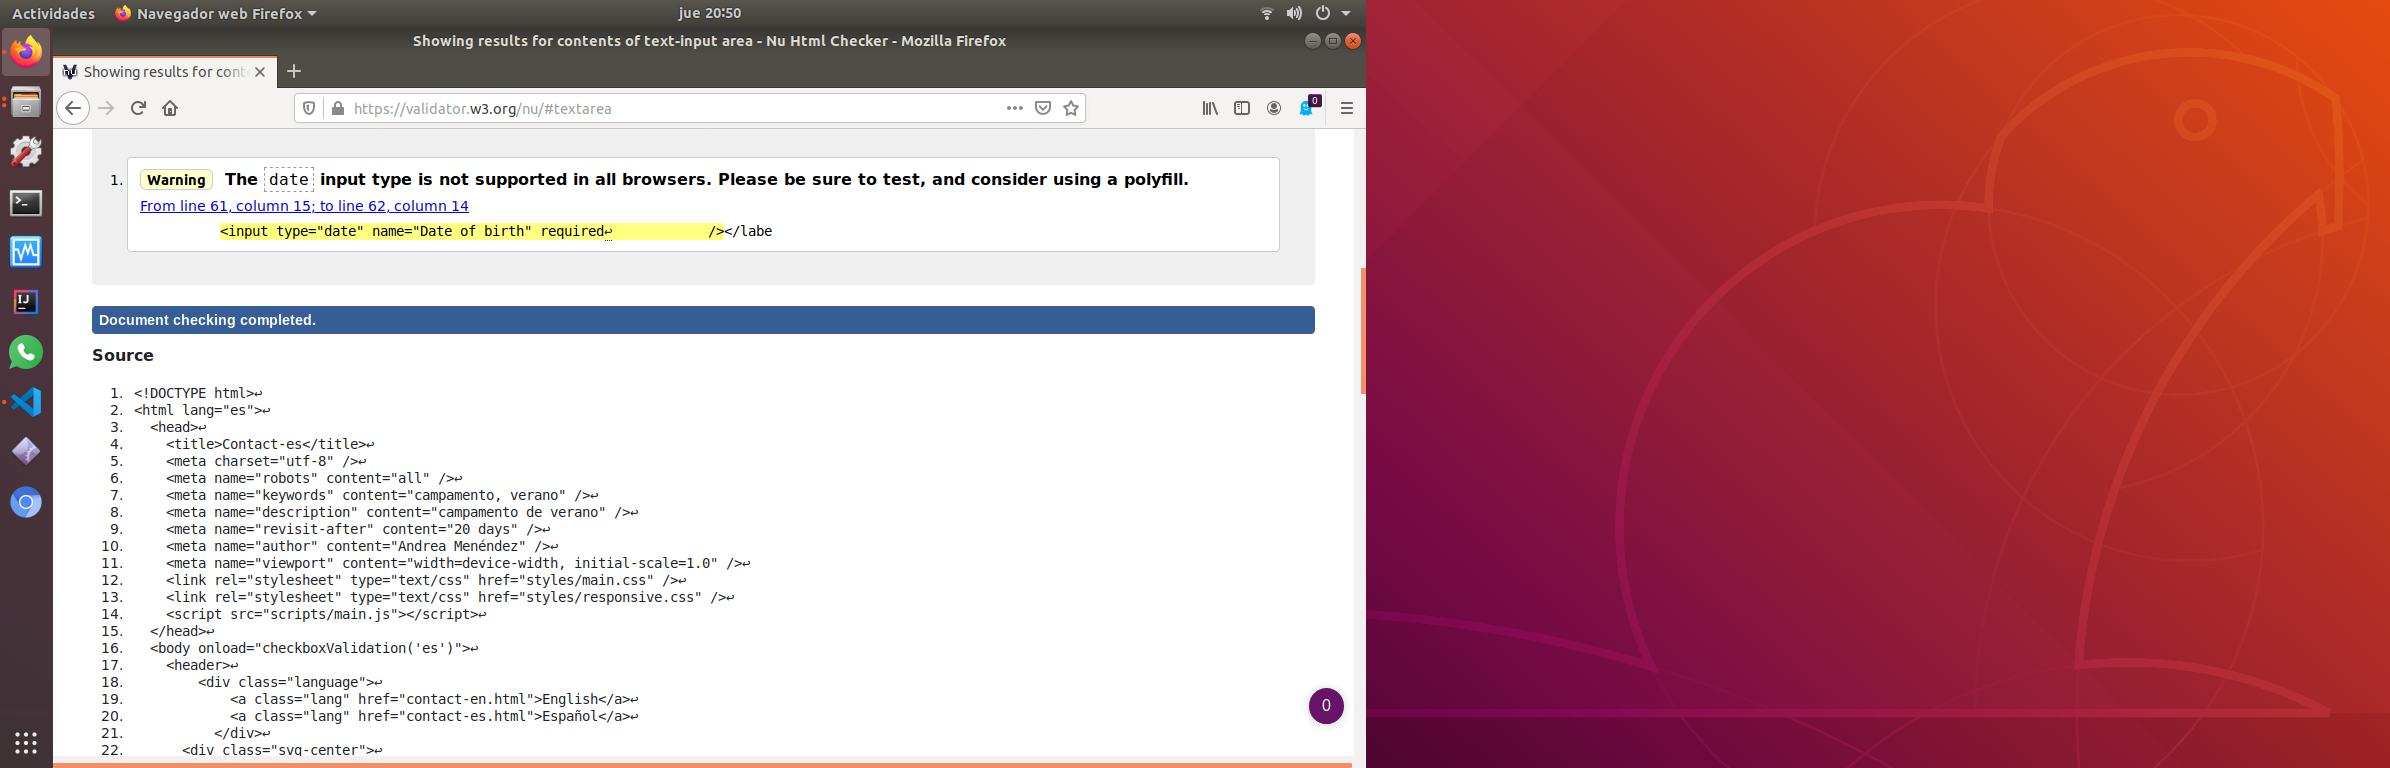 Actividades Navegador web Firefox jue 20:50
Showing results for contents of text-input area - Nu Html Checker - Mozilla Firefox
Showing results for conte
https://validator.w3.org/nu/#textarea 0
1. Warning The date input type is not supported in all browsers. Please be sure to test, and consider using a polyfill.
From line 61, column 15; to line 62, column 14
<input type="date" name="Date of birth" required↩ /></labe
Document checking completed.
Source
1. <!DOCTYPE html>↩
2. <html lang="es">↩
3. <head>↩
4. <title>Contact-es</title>↩
5. <meta charset="utf-8" />↩
6. <meta name="robots" content="all" />↩
7. <meta name="keywords" content="campamento, verano" />↩
8. <meta name="description" content="campamento de verano" />↩
9. <meta name="revisit-after" content="20 days" />↩
10. <meta name="author" content="Andrea Menéndez" />↩
11. <meta name="viewport" content="width=device-width, initial-scale=1.0" />↩
12. <link rel="stylesheet" type="text/css" href="styles/main.css" />↩
13. <link rel="stylesheet" type="text/css" href="styles/responsive.css" />↩
14. <script src="scripts/main.js"></script>↩
15. </head>↩
16. <body onload="checkboxValidation('es')">↩
17. <header>↩
18. <div class="language">↩
19. <a class="lang" href="contact-en.html">English</a>↩
20. <a class="lang" href="contact-es.html">Español</a>↩
21. </div>↩
22. <div class="svg-center">↩
0
IJ